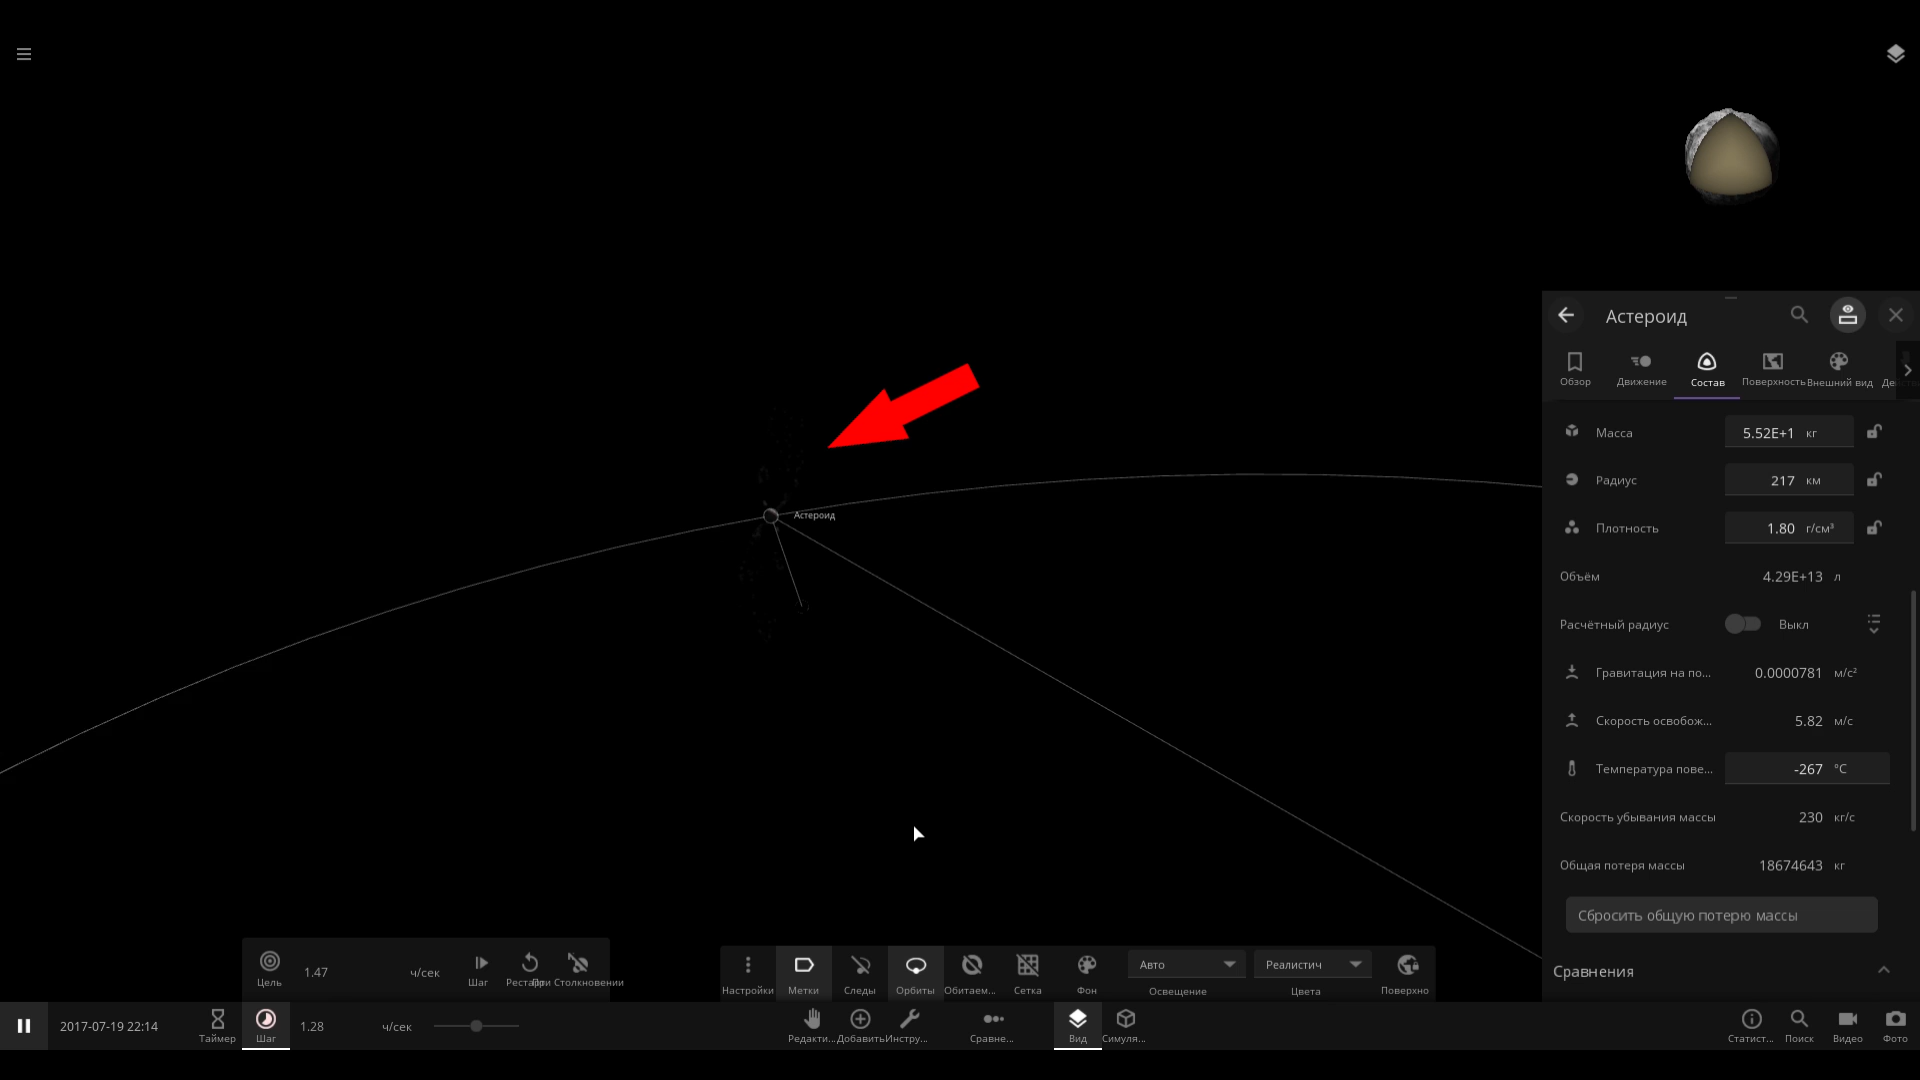 Астероид
Обзор
Движение
Состав
Поверхность
Внешний вид
Масса 5.52E+1 кг
Радиус 217 км
Плотность 1.80 г/см³
Объём 4.29E+13 л
Расчётный радиус Выкл
Гравитация на по... 0.0000781 м/с²
Скорость освобож... 5.82 м/с
Температура пове... -267 °C
Скорость убывания массы 230 кг/с
Общая потеря массы 18674643 кг
Сбросить общую потерю массы
Сравнения
Астероид
Цель
1.47 ч/сек
Шаг
При Столкновении
Настройки
Метки
Следы
Орбиты
Обитаем...
Сетка
Фон
Авто
Освещение
Реалистич
Цвета
Поверхно
2017-07-19 22:14
Таймер
Шаг
1.28 ч/сек
Редакти...
Добавить
Инстру...
Сравне...
Вид
Симуля...
Статист...
Поиск
Видео
Фото